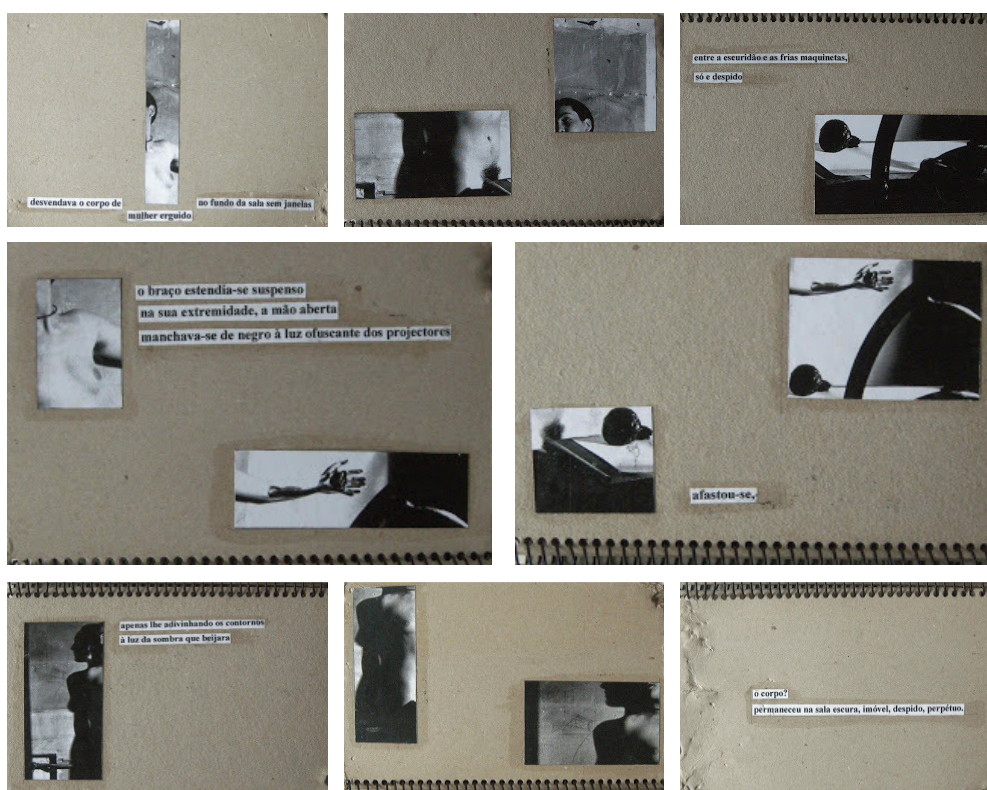 desvendava o corpo de
mulher erguido
no fundo da sala sem janelas
entre a escuridão e as frias maquinetas,
só e despido
o braço estendia-se suspenso
na sua extremidade, a mão aberta
manchava-se de negro à luz ofuscante dos projectores
afastou-se,
apenas lhe adivinhando os contornos
à luz da sombra que beijara
o corpo?
permaneceu na sala escura, imóvel, despido, perpétuo.